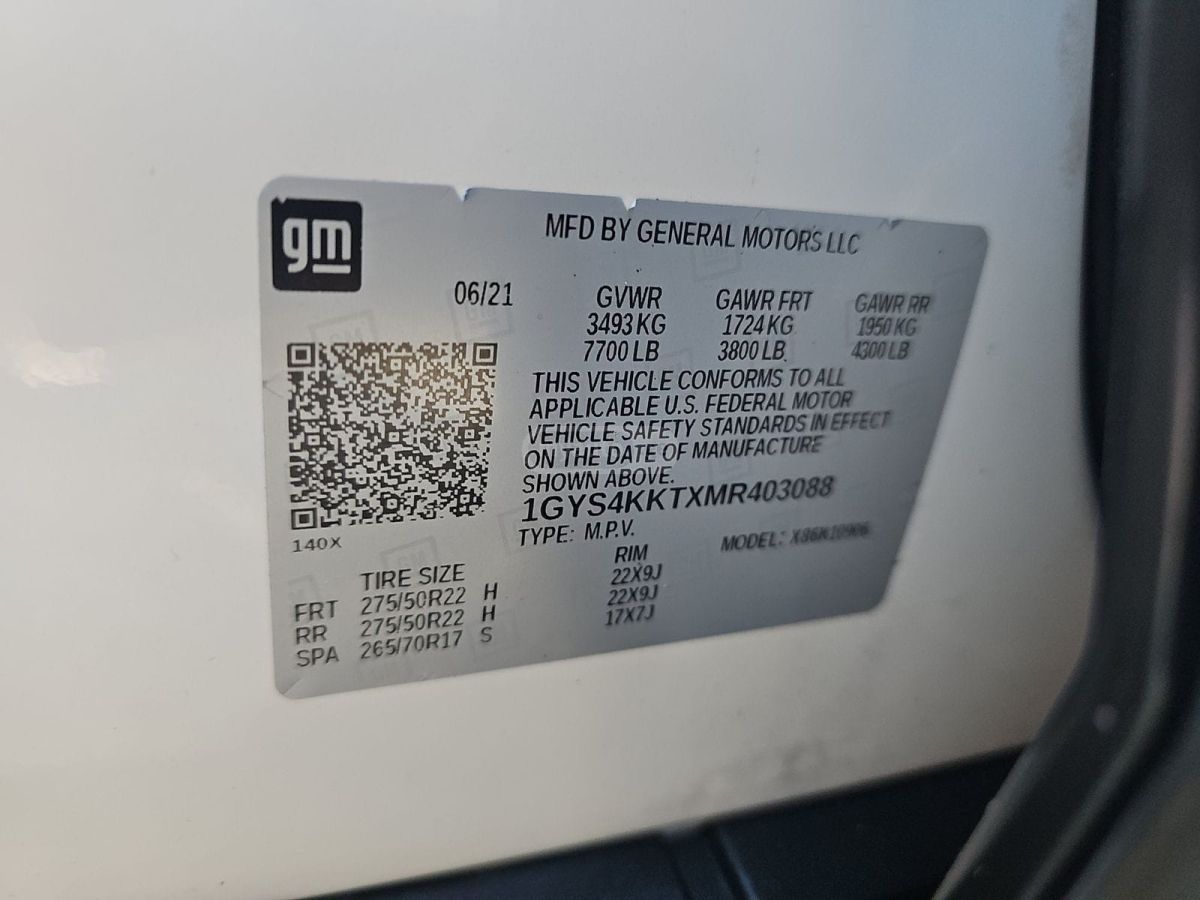 gm
MFD BY GENERAL MOTORS LLC
06/21 GVWR GAWR FRT GAWR RR
3493 KG 1724 KG 1950 KG
7700 LB 3800 LB 4300 LB
THIS VEHICLE CONFORMS TO ALL
APPLICABLE U.S. FEDERAL MOTOR
VEHICLE SAFETY STANDARDS IN EFFECT
ON THE DATE OF MANUFACTURE
SHOWN ABOVE.
1GYS4KKTXMR403088
140X
TYPE: M.P.V. MODEL:
TIRE SIZE RIM
FRT 275/50R22 H 22X9J
RR 275/50R22 H 22X9J
SPA 265/70R17 S 17X7J